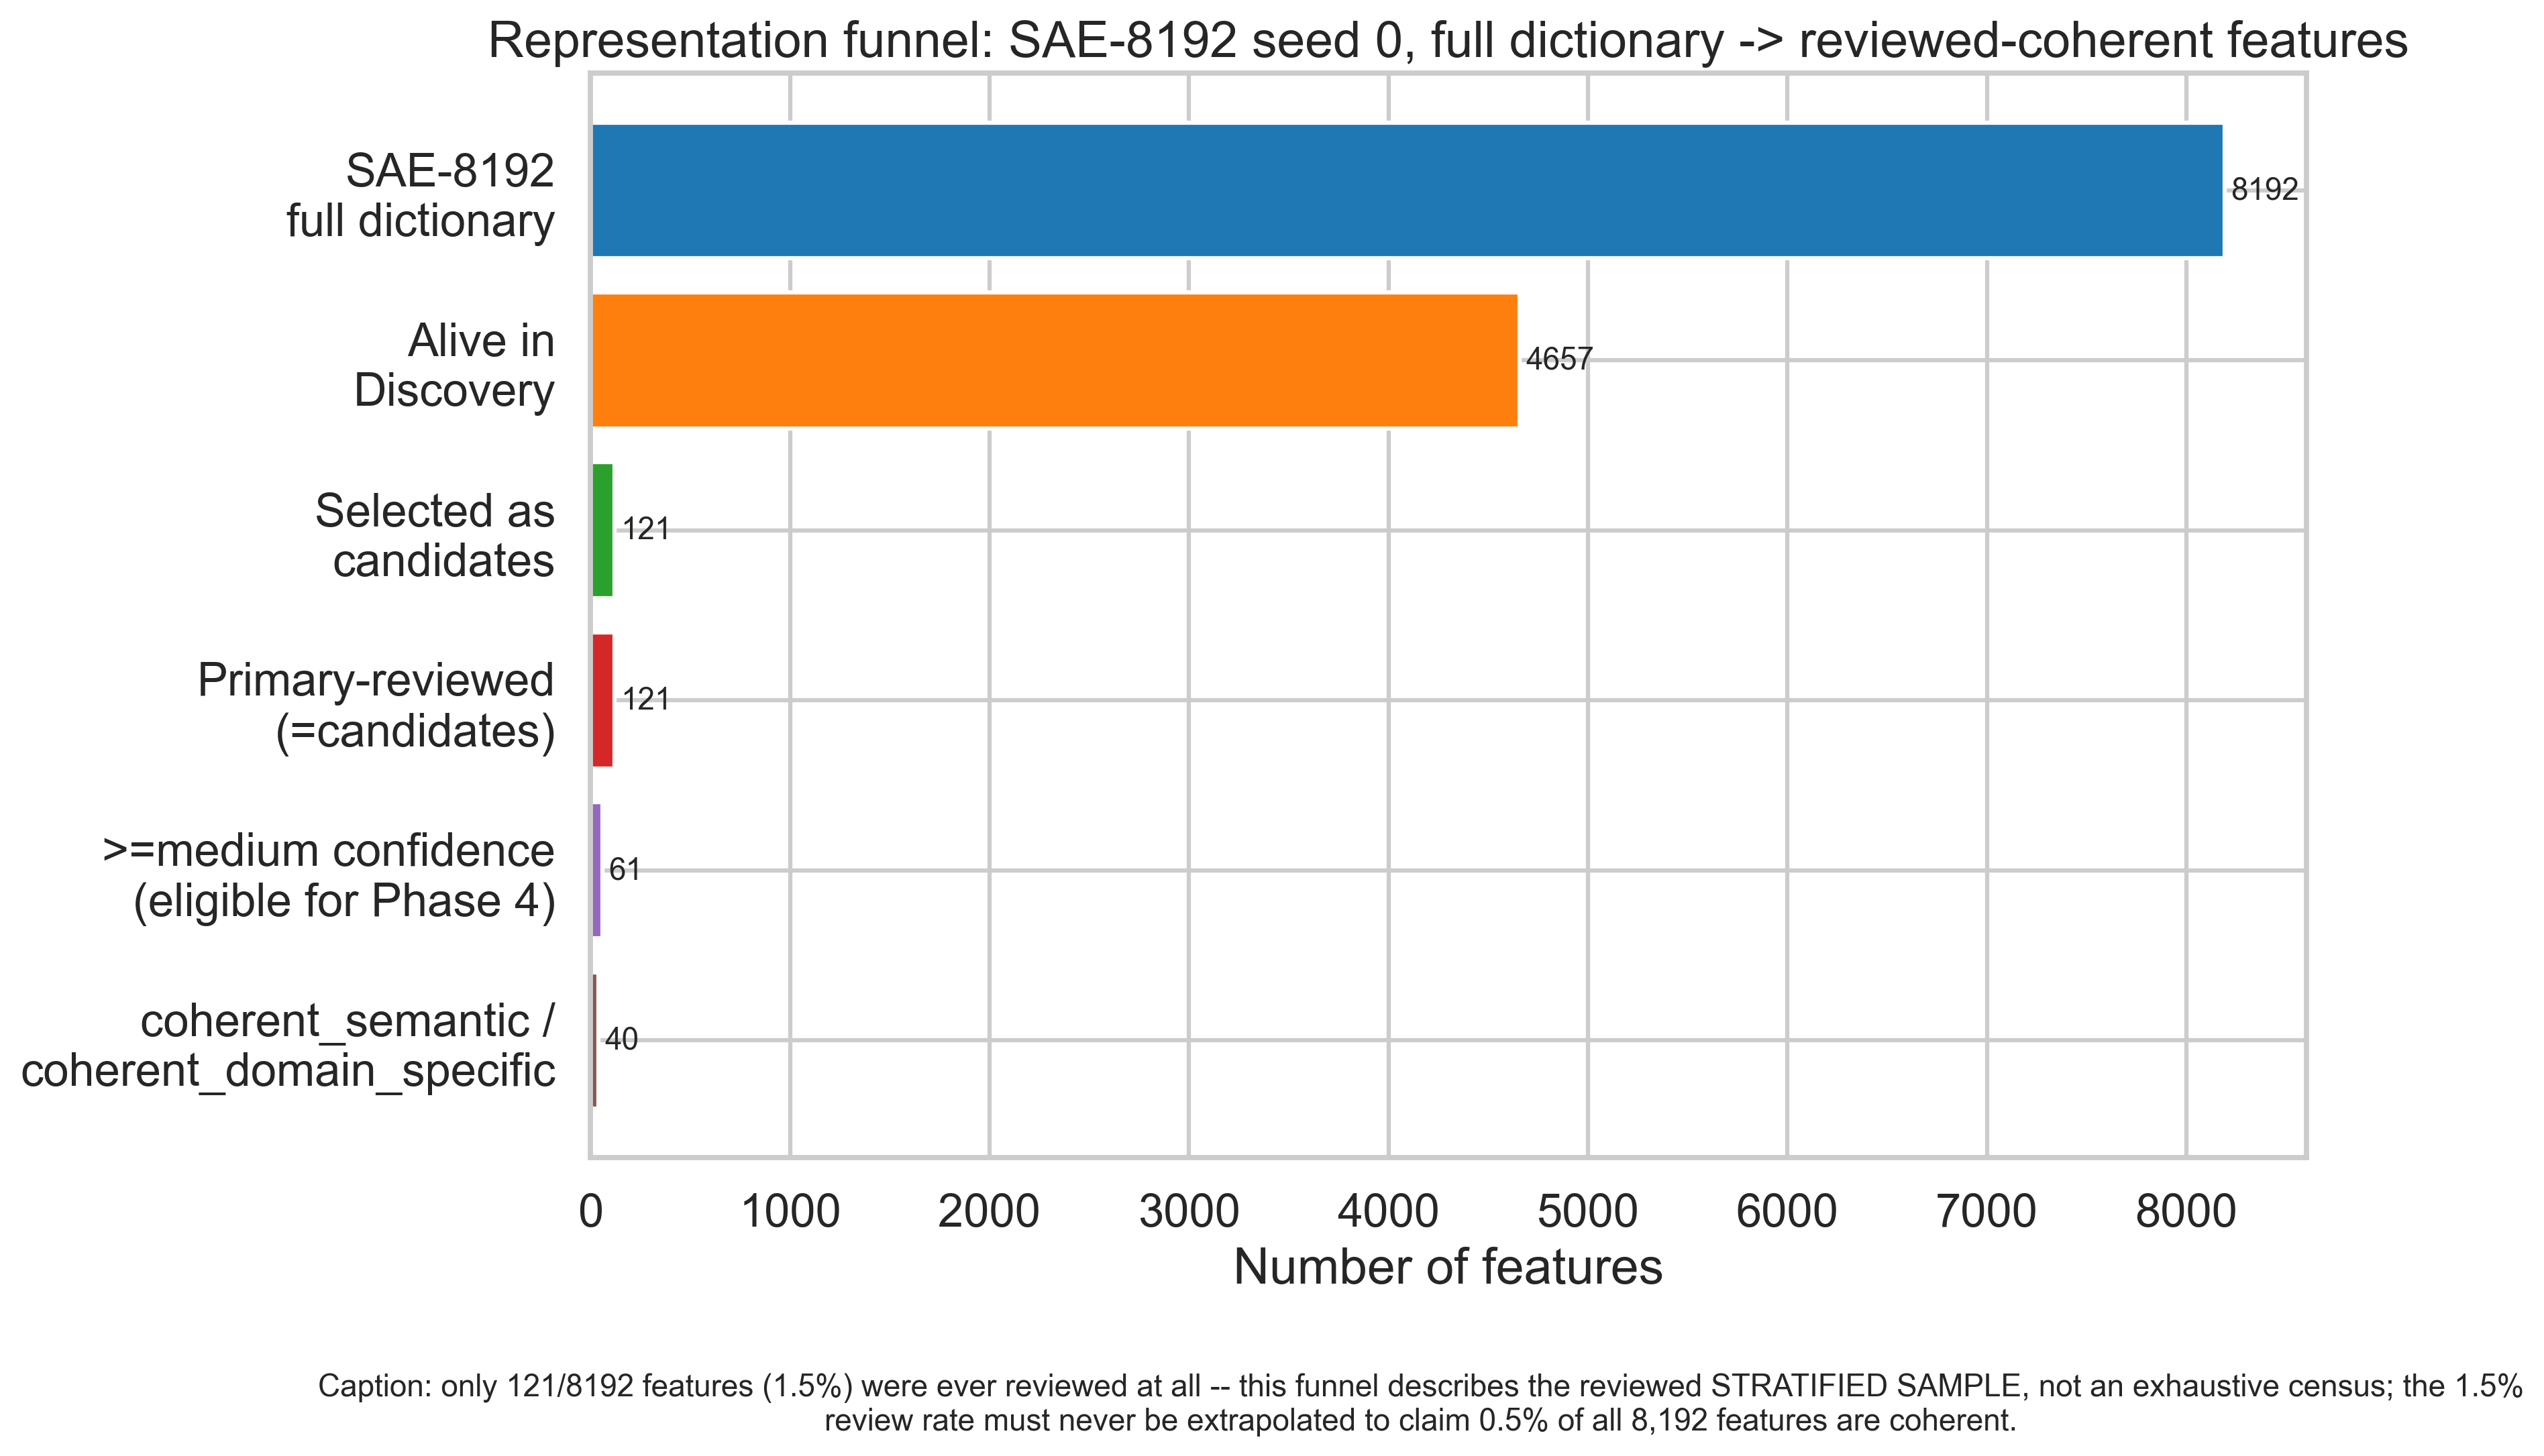 Representation funnel: SAE-8192 seed 0, full dictionary -> reviewed-coherent features
SAE-8192
full dictionary
8192
Alive in
Discovery
4657
Selected as
candidates
121
Primary-reviewed
(=candidates)
121
>=medium confidence
(eligible for Phase 4)
61
coherent_semantic /
coherent_domain_specific
40
0 1000 2000 3000 4000 5000 6000 7000 8000
Number of features
Caption: only 121/8192 features (1.5%) were ever reviewed at all -- this funnel describes the reviewed STRATIFIED SAMPLE, not an exhaustive census; the 1.5%
review rate must never be extrapolated to claim 0.5% of all 8,192 features are coherent.